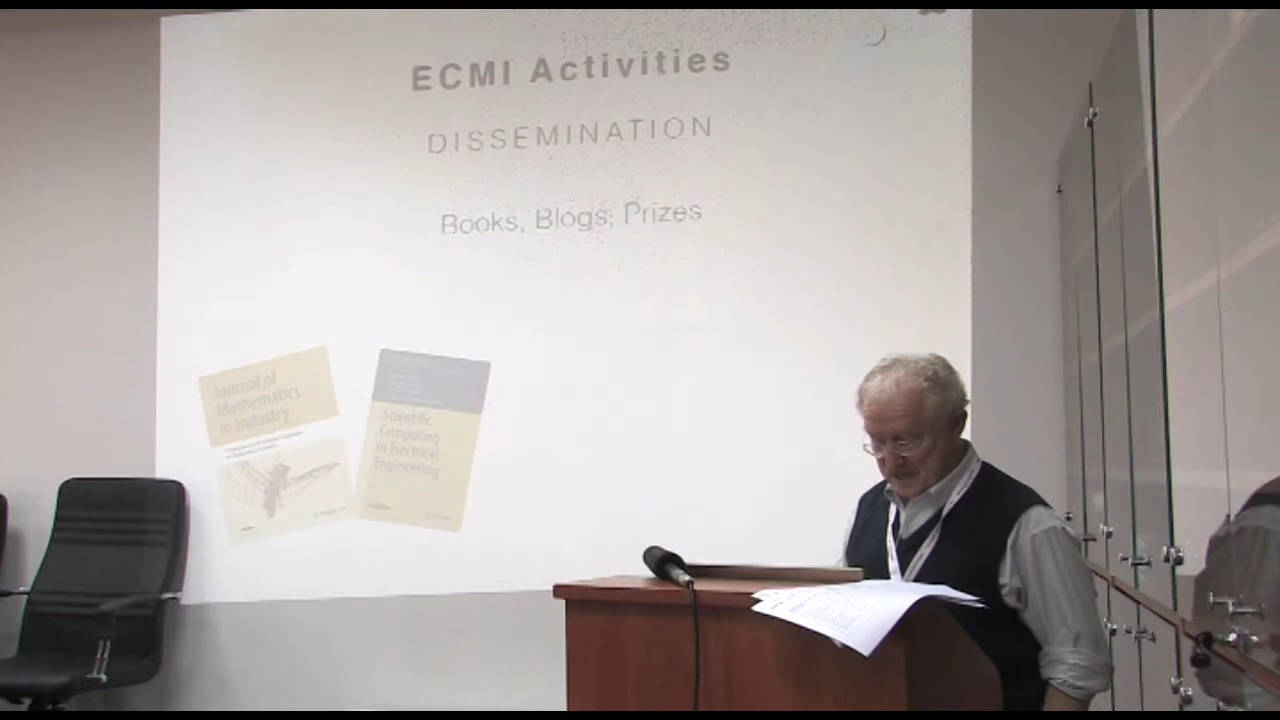 ECMI Activities
DISSEMINATION
Books, Blogs, Prizes
Journal of
Mathematics
in Industry
Scientific
Computing
in Electrical
Engineering